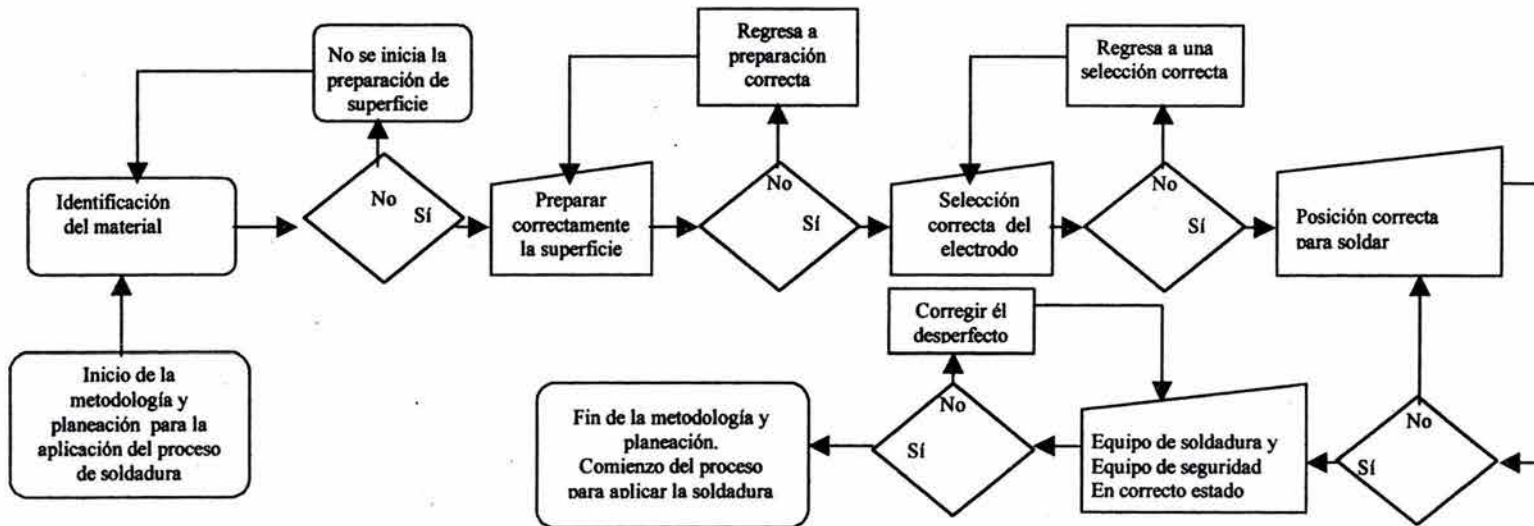 Inicio de la
metodología y
planeación para la
aplicación del proceso
de soldadura
Identificación
del material
No se inicia la
preparación de
superficie
No
Sí
Preparar
correctamente
la superficie
Regresa a
preparación
correcta
No
Sí
Selección
correcta del
electrodo
Regresa a una
selección correcta
No
Sí
Posición correcta
para soldar
No
Sí
Equipo de soldadura y
Equipo de seguridad
En correcto estado
Corregir él
desperfecto
No
Sí
Fin de la metodología y
planeación.
Comienzo del proceso
para aplicar la soldadura